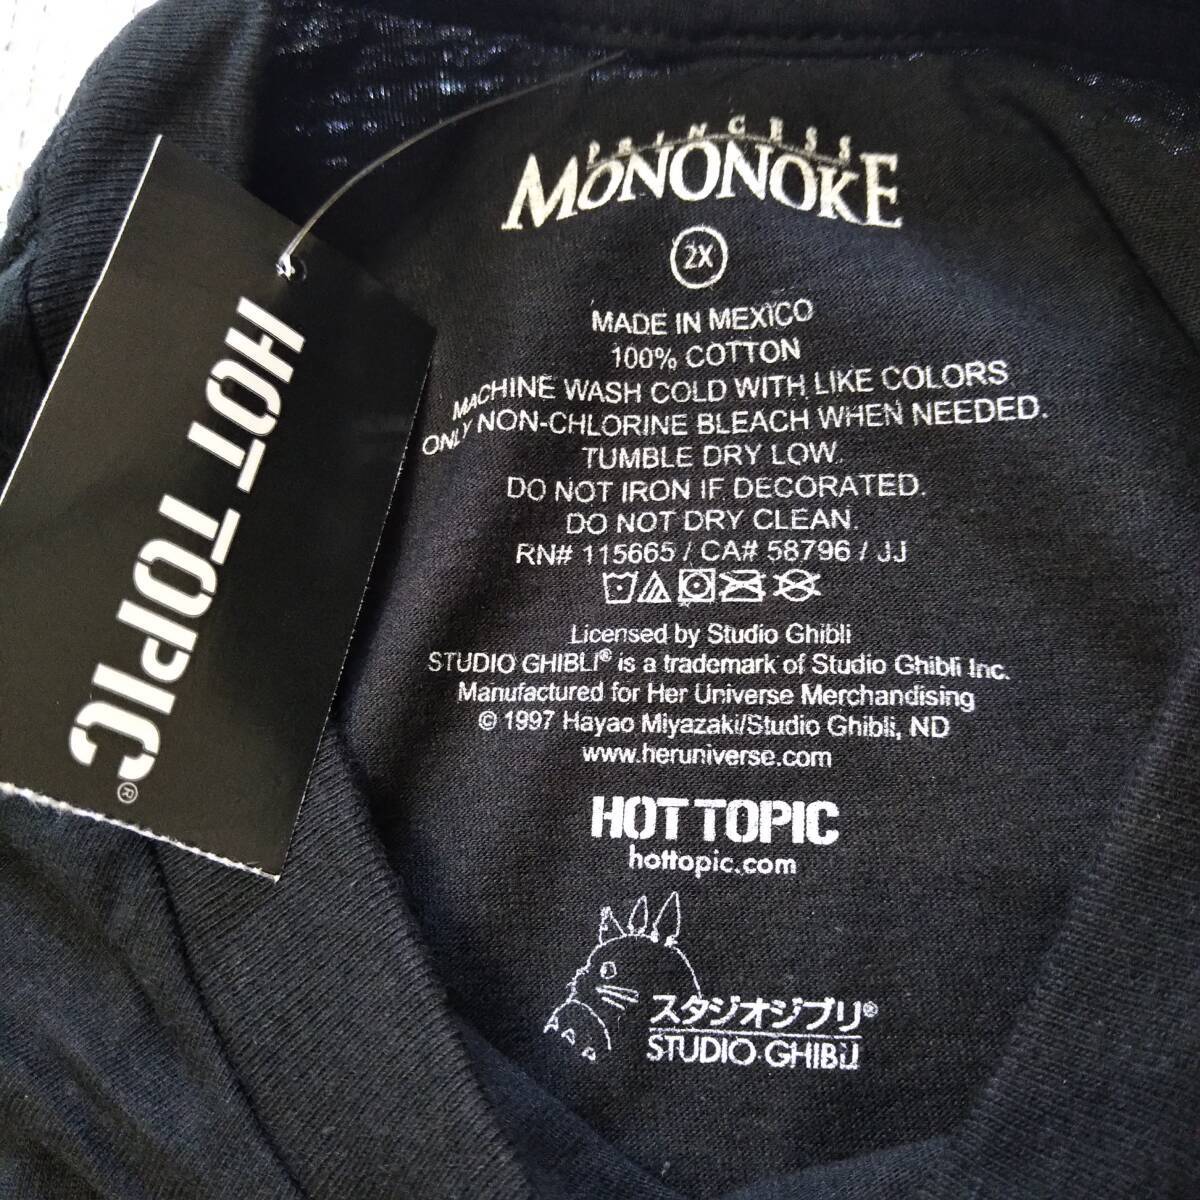 HOT TOPIC®
PRINCESS
MONONOKE
2X
MADE IN MEXICO
100% COTTON
MACHINE WASH COLD WITH LIKE COLORS
ONLY NON-CHLORINE BLEACH WHEN NEEDED.
TUMBLE DRY LOW.
DO NOT IRON IF DECORATED.
DO NOT DRY CLEAN.
RN# 115665 / CA# 58796 / JJ
Licensed by Studio Ghibli
STUDIO GHIBLI® is a trademark of Studio Ghibli Inc.
Manufactured for Her Universe Merchandising
© 1997 Hayao Miyazaki/Studio Ghibli, ND
www.heruniverse.com
HOT TOPIC
hottopic.com
スタジオジブリ®
STUDIO GHIBLI